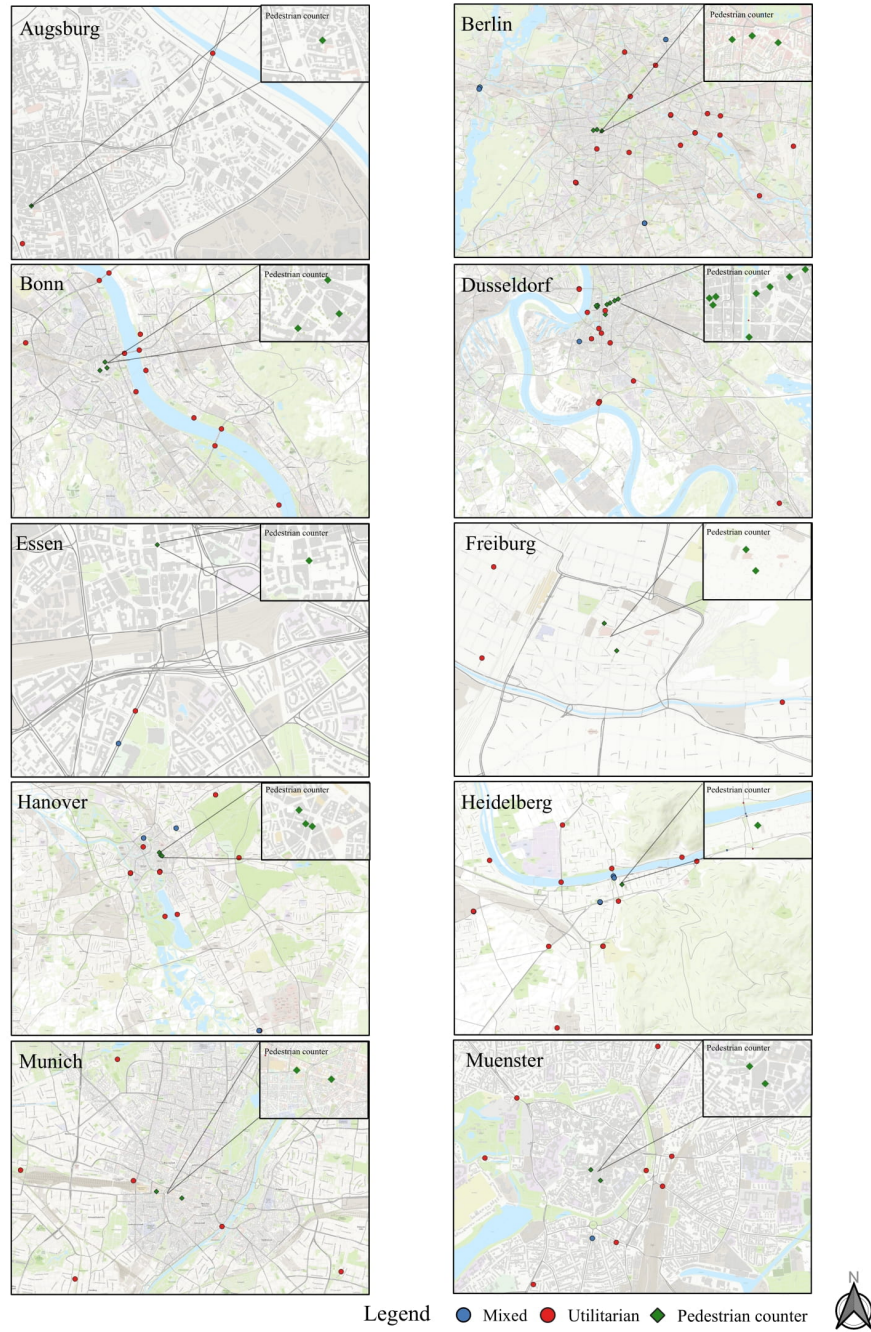 Augsburg
Pedestrian counter
Berlin
Pedestrian counter
Bonn
Pedestrian counter
Dusseldorf
Pedestrian counter
Essen
Pedestrian counter
Freiburg
Pedestrian counter
Hanover
Pedestrian counter
Heidelberg
Pedestrian counter
Munich
Pedestrian counter
Muenster
Pedestrian counter
Legend Mixed Utilitarian Pedestrian counter
N